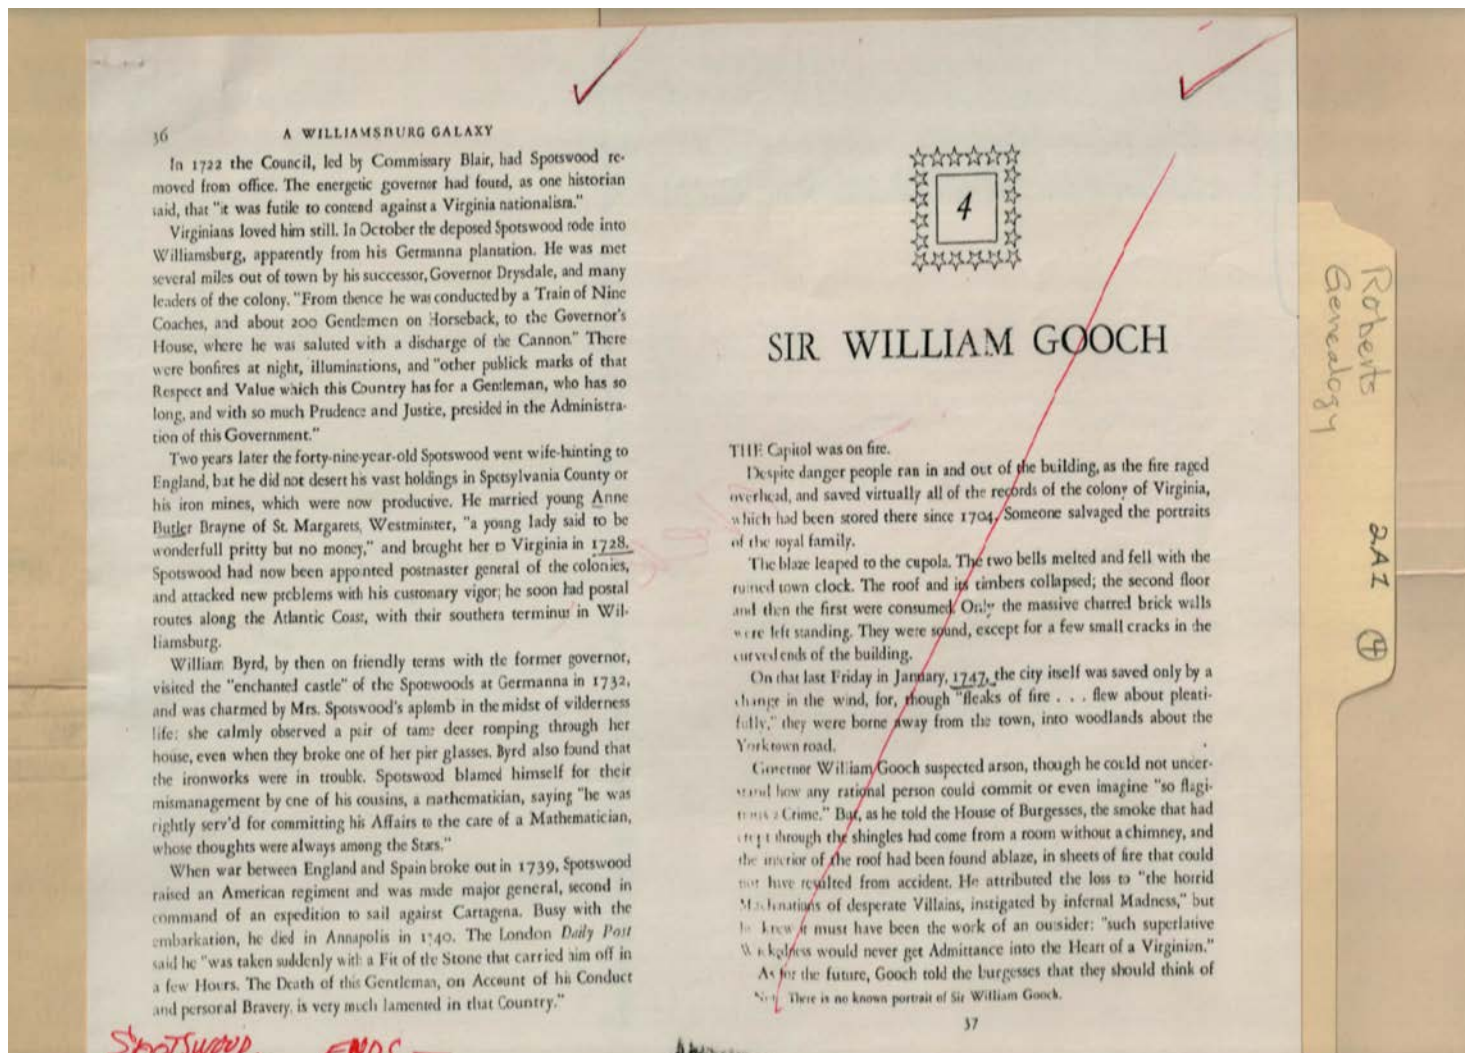 36
A WILLIAMSBURG GALAXY
In 1722 the Council, led by Commissary Blair, had Spotswood re-
moved from office. The energetic governor had found, as one historian
said, that "it was futile to contend against a Virginia nationalism."
Virginians loved him still. In October the deposed Spotswood rode into
Williamsburg, apparently from his Germanna plantation. He was met
several miles out of town by his successor, Governor Drysdale, and many
leaders of the colony. "From thence he was conducted by a Train of Nine
Coaches, and about 200 Gentlemen on Horseback, to the Governor's
House, where he was saluted with a discharge of the Cannon." There
were bonfires at night, illuminations, and "other publick marks of that
Respect and Value which this Country has for a Gentleman, who has so
long, and with so much Prudence and Justice, presided in the Administra-
tion of this Government."
Two years later the forty-nine-year-old Spotswood went wife-hunting to
England, but he did not desert his vast holdings in Spotsylvania County or
his iron mines, which were now productive. He married young Anne
Butler Brayne of St. Margarets, Westminster, "a young lady said to be
wonderfull pritty but no money," and brought her to Virginia in 1728.
Spotswood had now been appointed postmaster general of the colonies,
and attacked new problems with his customary vigor; he soon had postal
routes along the Atlantic Coast, with their southern terminus in Wil-
liamsburg.
William Byrd, by then on friendly terms with the former governor,
visited the "enchanted castle" of the Spotswoods at Germanna in 1732,
and was charmed by Mrs. Spotswood's aplomb in the midst of wilderness
life: she calmly observed a pair of tame deer romping through her
house, even when they broke one of her pier glasses. Byrd also found that
the ironworks were in trouble. Spotswood blamed himself for their
mismanagement by one of his cousins, a mathematician, saying "he was
rightly serv'd for committing his Affairs to the care of a Mathematician,
whose thoughts were always among the Stars."
When war between England and Spain broke out in 1739, Spotswood
raised an American regiment and was made major general, second in
command of an expedition to sail against Cartagena. Busy with the
embarkation, he died in Annapolis in 1740. The London Daily Post
said he "was taken suddenly with a Fit of the Stone that carried him off in
a few Hours. The Death of this Gentleman, on Account of his Conduct
and personal Bravery, is very much lamented in that Country."
SPOTSWOOD ENDS
4
SIR WILLIAM GOOCH
THE Capitol was on fire.
Despite danger people ran in and out of the building, as the fire raged
overhead, and saved virtually all of the records of the colony of Virginia,
which had been stored there since 1704. Someone salvaged the portraits
of the royal family.
The blaze leaped to the cupola. The two bells melted and fell with the
ruined town clock. The roof and its timbers collapsed; the second floor
and then the first were consumed. Only the massive charred brick walls
were left standing. They were sound, except for a few small cracks in the
curved ends of the building.
On that last Friday in January, 1747, the city itself was saved only by a
change in the wind, for, though "fleaks of fire . . . flew about pleati-
fully," they were borne away from the town, into woodlands about the
Yorktown road.
Governor William Gooch suspected arson, though he could not under-
stand how any rational person could commit or even imagine "so flagi-
tious a Crime." But, as he told the House of Burgesses, the smoke that had
crept through the shingles had come from a room without a chimney, and
the interior of the roof had been found ablaze, in sheets of fire that could
not have resulted from accident. He attributed the loss to "the horrid
Machinations of desperate Villains, instigated by infernal Madness," but
he knew it must have been the work of an outsider: "such superlative
Wickedness would never get Admittance into the Heart of a Virginian."
As for the future, Gooch told the burgesses that they should think of
There is no known portrait of Sir William Gooch.
37
Roberts
Genealogy
2A1 4